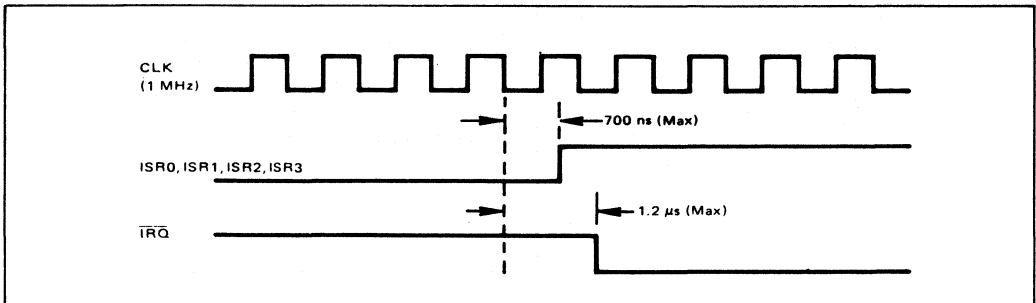 CLK
(1 MHz)
700 ns (Max)
ISR0, ISR1, ISR2, ISR3
1.2 μs (Max)
IRQ